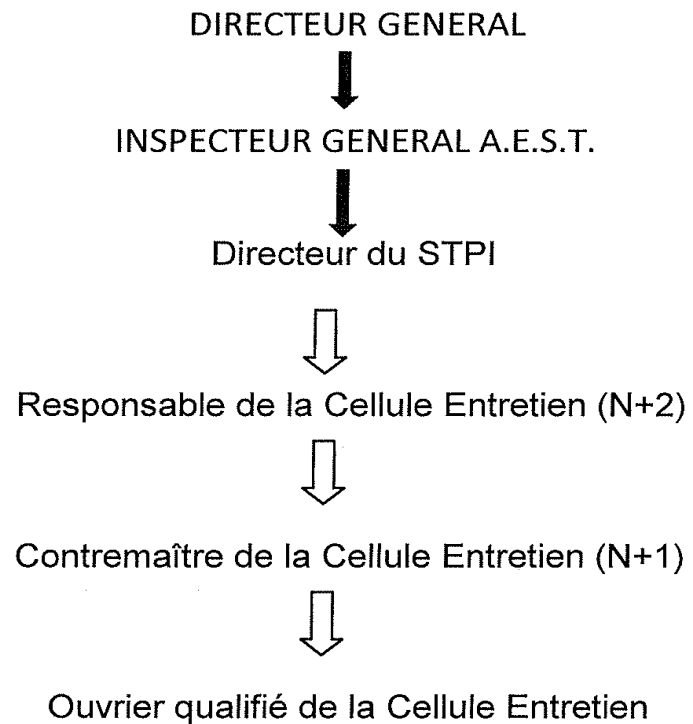 DIRECTEUR GENERAL
INSPECTEUR GENERAL A.E.S.T.
Directeur du STPI
Responsable de la Cellule Entretien (N+2)
Contremaître de la Cellule Entretien (N+1)
Ouvrier qualifié de la Cellule Entretien